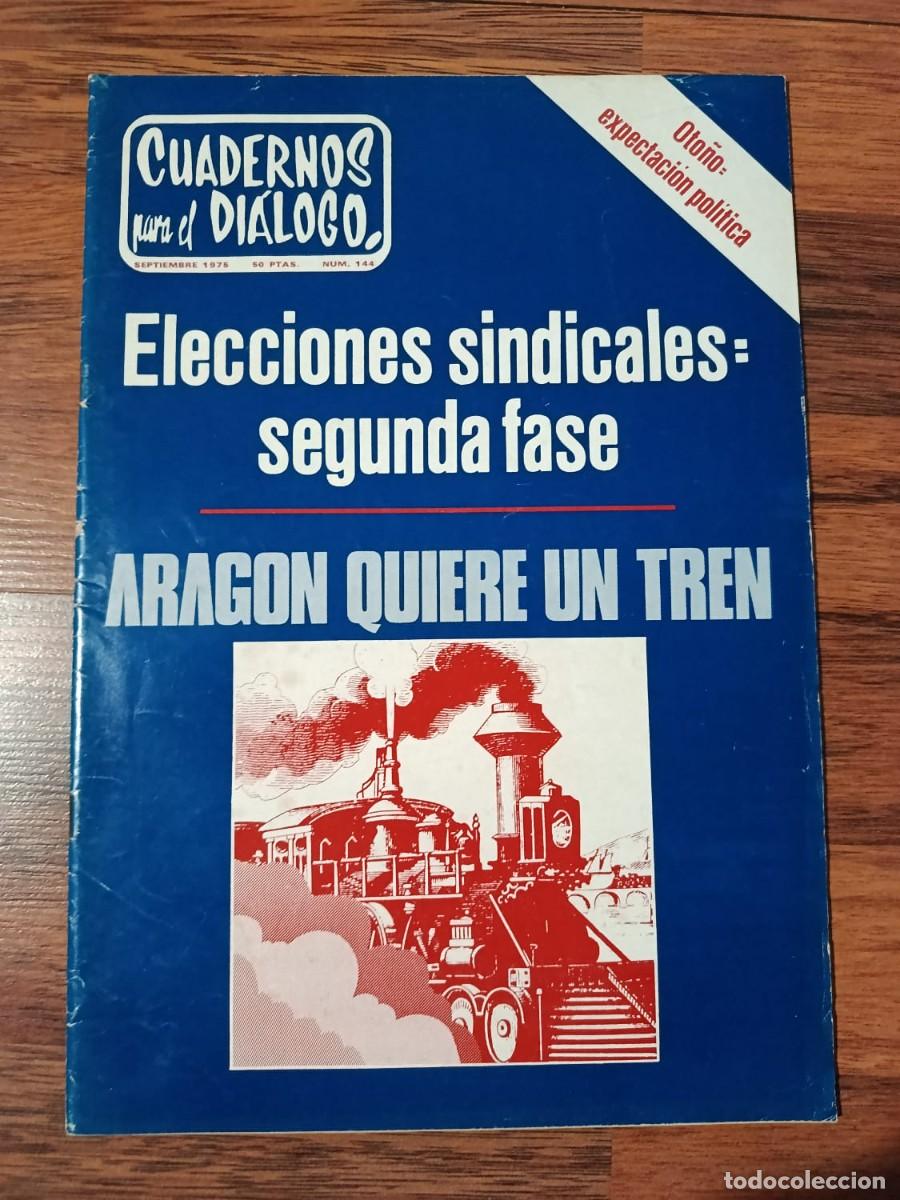 CUADERNOS
para el DIÁLOGO.
SEPTIEMBRE 1975 50 PTAS. NUM. 144
Otoño:
expectación política
Elecciones sindicales:
segunda fase
ARAGON QUIERE UN TREN
todocoleccion